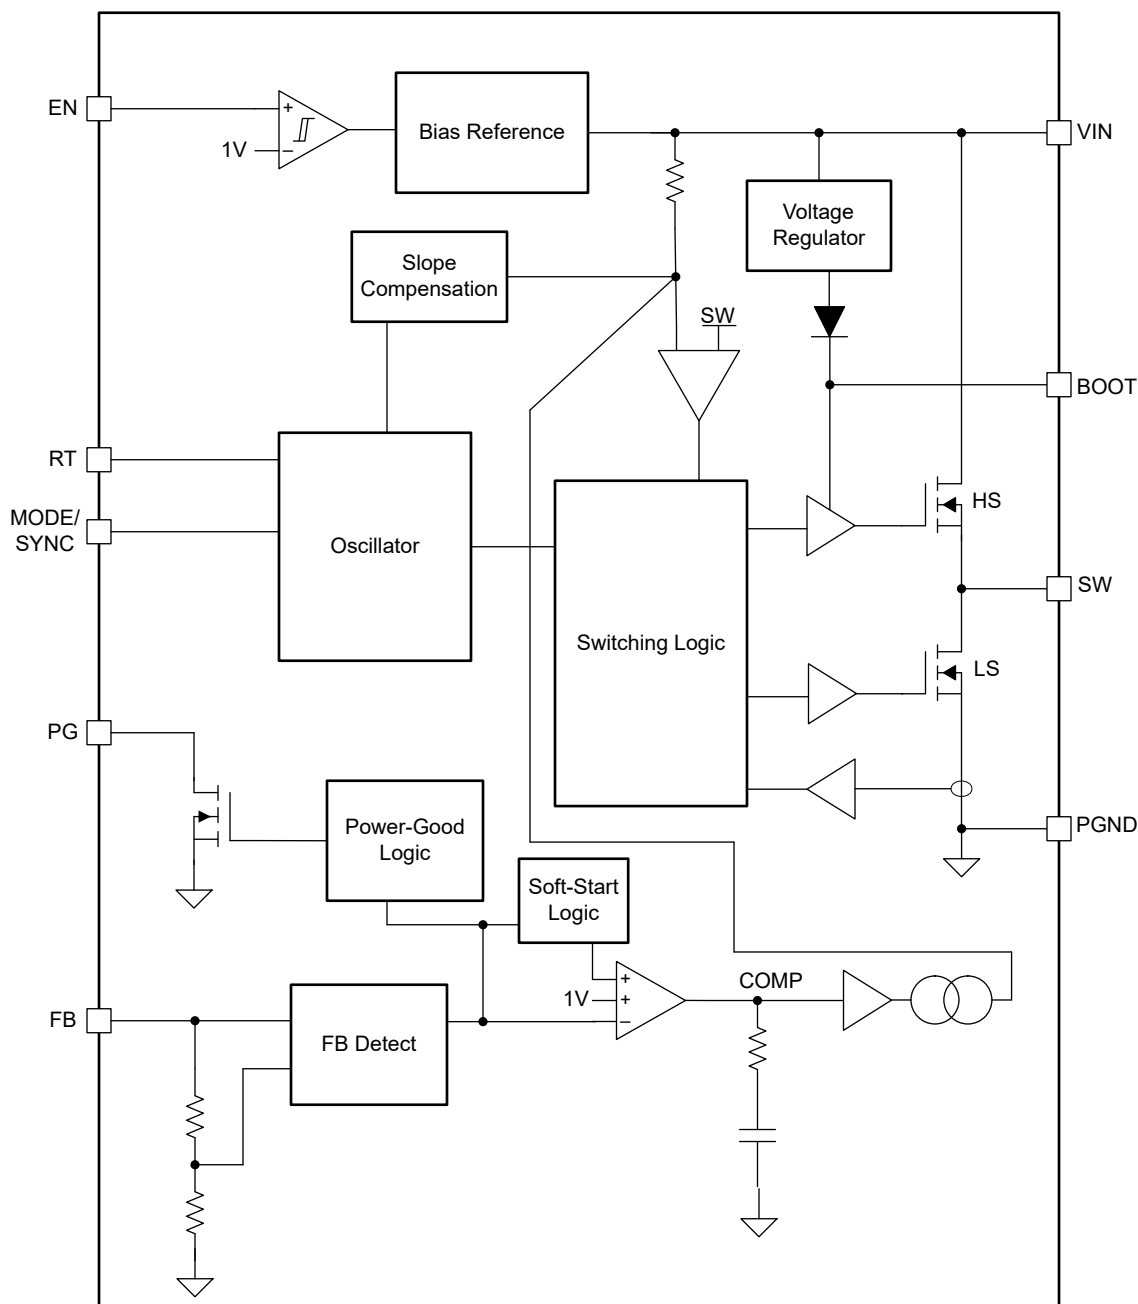 EN
+
1V
−
Bias Reference
VIN
Voltage
Regulator
Slope
Compensation
SW
BOOT
RT
MODE/
SYNC
Oscillator
HS
SW
Switching Logic
LS
PG
Power-Good
Logic
PGND
Soft-Start
Logic
+
1V
+
−
COMP
FB
FB Detect